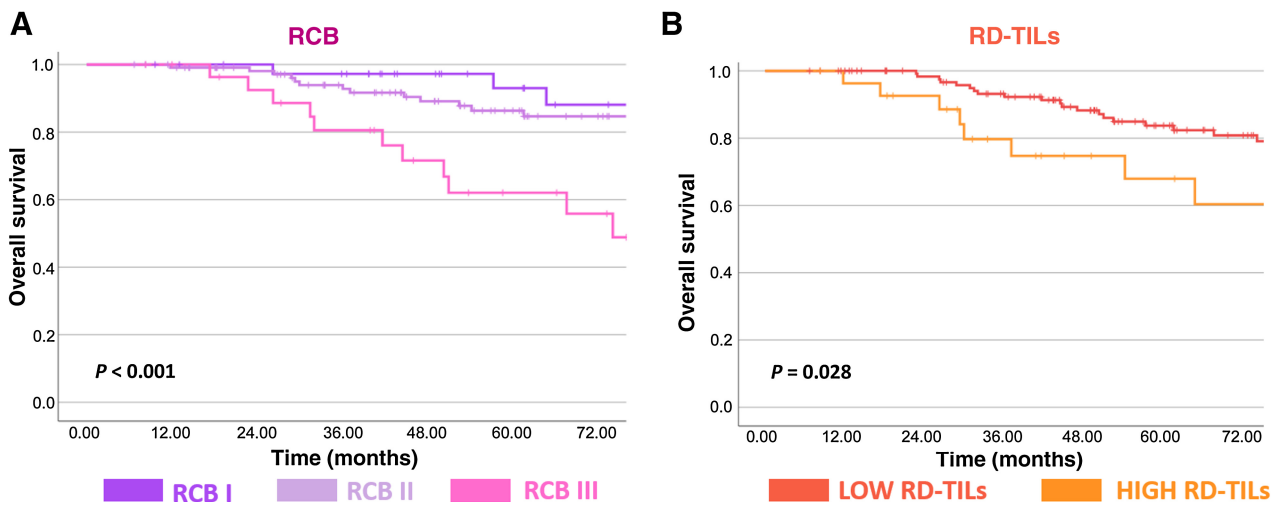 A
RCB
Overall survival
1.0
0.8
0.6
0.4
0.2
0.0
P < 0.001
0.00 12.00 24.00 36.00 48.00 60.00 72.00
Time (months)
RCB I RCB II RCB III
B
RD-TILs
Overall survival
1.0
0.8
0.6
0.4
0.2
0.0
P = 0.028
0.00 12.00 24.00 36.00 48.00 60.00 72.00
Time (months)
LOW RD-TILs HIGH RD-TILs